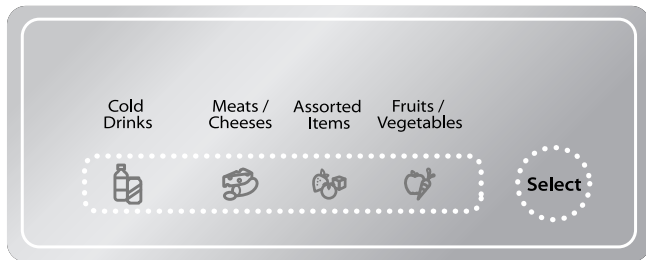 Cold
Drinks
Meats /
Cheeses
Assorted
Items
Fruits /
Vegetables
Select